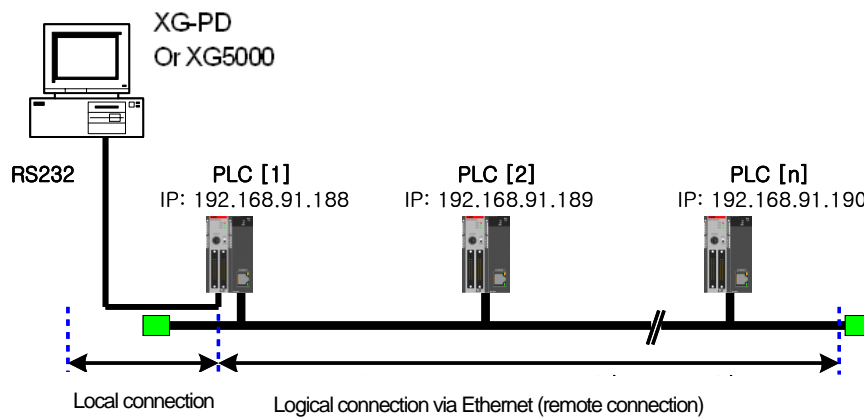 XG-PD
Or XG5000
RS232
PLC [1]
IP: 192.168.91.188
PLC [2]
IP: 192.168.91.189
PLC [n]
IP: 192.168.91.190
Local connection
Logical connection via Ethernet (remote connection)